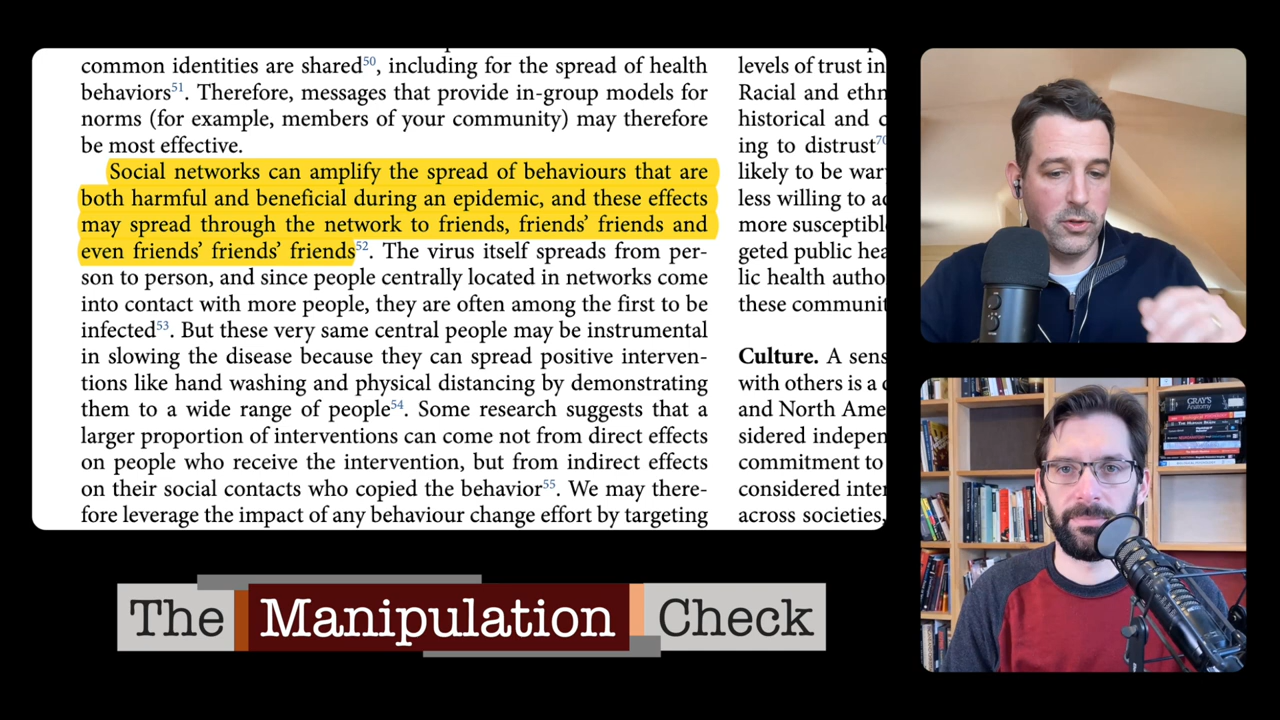 common identities are shared50, including for the spread of health
behaviors51. Therefore, messages that provide in-group models for
norms (for example, members of your community) may therefore
be most effective.
Social networks can amplify the spread of behaviours that are
both harmful and beneficial during an epidemic, and these effects
may spread through the network to friends, friends’ friends and
even friends’ friends’ friends52. The virus itself spreads from per-
son to person, and since people centrally located in networks come
into contact with more people, they are often among the first to be
infected53. But these very same central people may be instrumental
in slowing the disease because they can spread positive interven-
tions like hand washing and physical distancing by demonstrating
them to a wide range of people54. Some research suggests that a
larger proportion of interventions can come not from direct effects
on people who receive the intervention, but from indirect effects
on their social contacts who copied the behavior55. We may there-
fore leverage the impact of any behaviour change effort by targeting
levels of trust in
Racial and ethn
historical and c
ing to distrust70
likely to be war
less willing to ac
more susceptibl
geted public hea
lic health autho
these communit
Culture. A sens
with others is a c
and North Ame
sidered indepen
commitment to
considered inter
across societies.
The Manipulation Check
GRAY'S
Anatomy